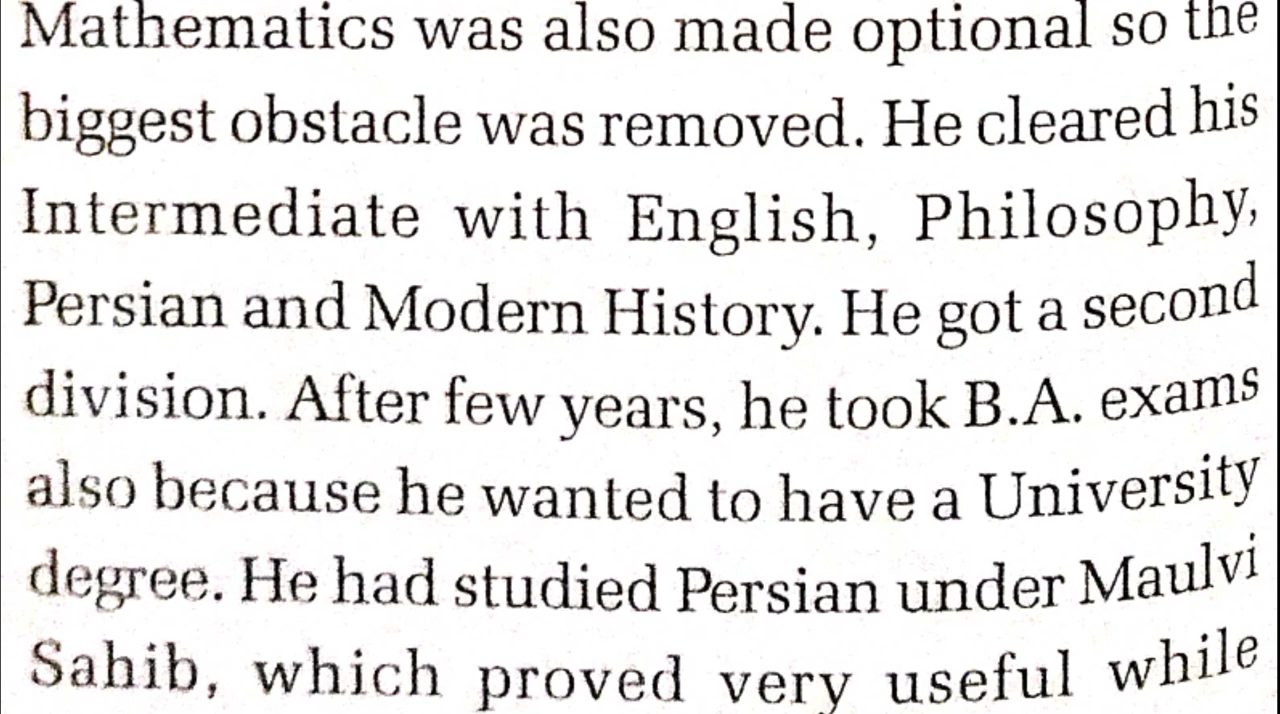 Mathematics was also made optional so the
biggest obstacle was removed. He cleared his
Intermediate with English, Philosophy,
Persian and Modern History. He got a second
division. After few years, he took B.A. exams
also because he wanted to have a University
degree. He had studied Persian under Maulvi
Sahib, which proved very useful while